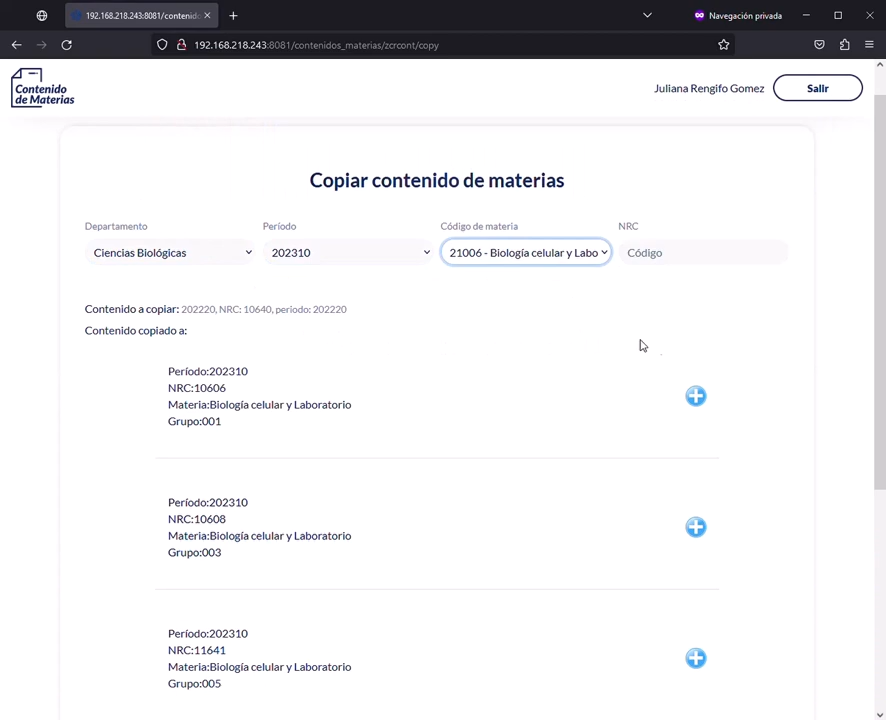 192.168.218.243:8081/contenido
Navegación privada
192.168.218.243:8081/contenidos_materias/zcrcont/copy
Contenido
de Materias
Juliana Rengifo Gomez
Salir
Copiar contenido de materias
Departamento
Período
Código de materia
NRC
Ciencias Biológicas
202310
21006 - Biología celular y Labo
Código
Contenido a copiar: 202220, NRC: 10640, periodo: 202220
Contenido copiado a:
Período:202310
NRC:10606
Materia:Biología celular y Laboratorio
Grupo:001
Período:202310
NRC:10608
Materia:Biología celular y Laboratorio
Grupo:003
Período:202310
NRC:11641
Materia:Biología celular y Laboratorio
Grupo:005